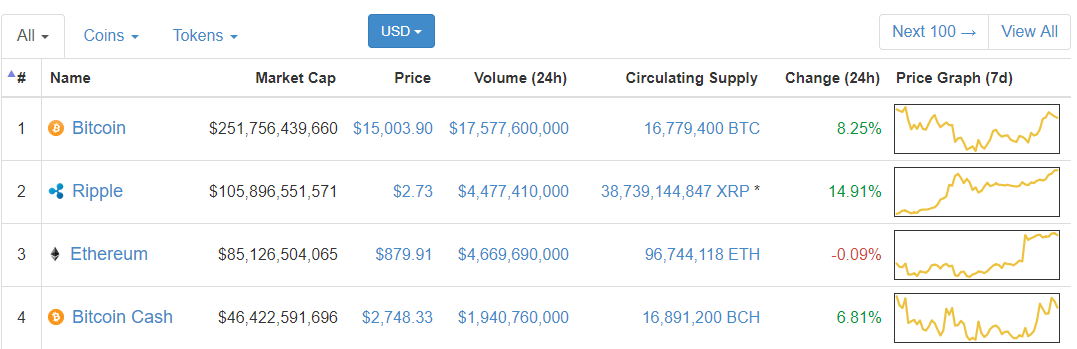 All Coins Tokens USD Next 100 → View All
# Name Market Cap Price Volume (24h) Circulating Supply Change (24h) Price Graph (7d)
1 Bitcoin $251,756,439,660 $15,003.90 $17,577,600,000 16,779,400 BTC 8.25%
2 Ripple $105,896,551,571 $2.73 $4,477,410,000 38,739,144,847 XRP * 14.91%
3 Ethereum $85,126,504,065 $879.91 $4,669,690,000 96,744,118 ETH -0.09%
4 Bitcoin Cash $46,422,591,696 $2,748.33 $1,940,760,000 16,891,200 BCH 6.81%